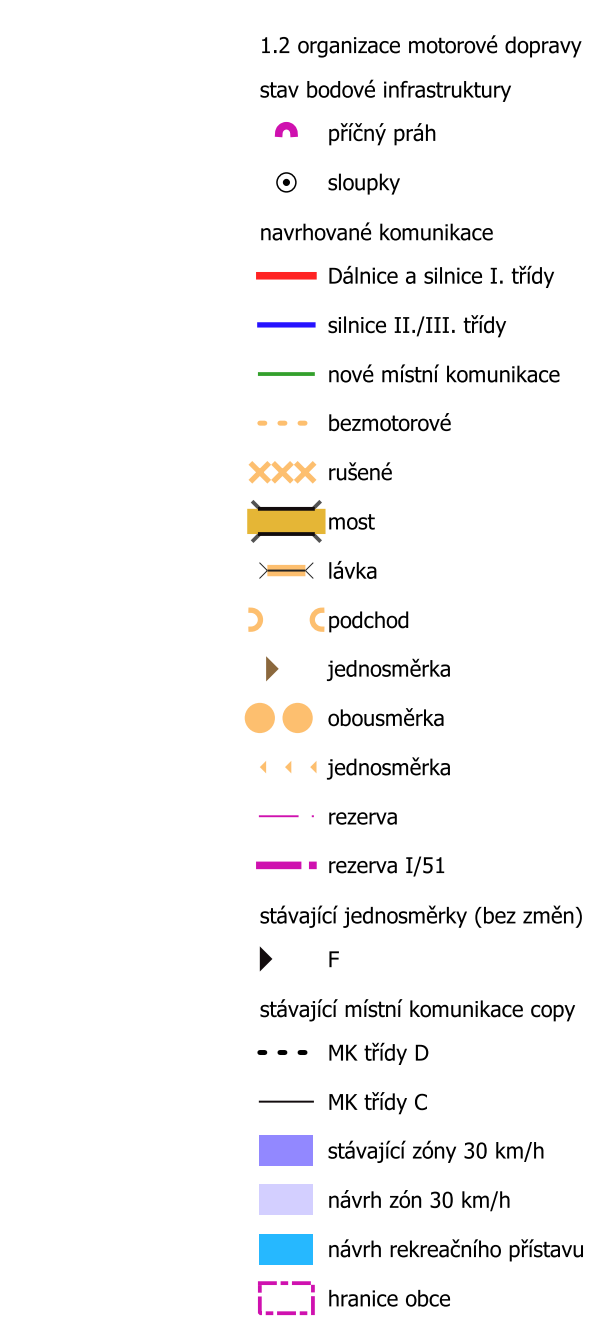 1.2 organizace motorové dopravy
stav bodové infrastruktury
příčný práh
sloupky
navrhované komunikace
Dálnice a silnice I. třídy
silnice II./III. třídy
nové místní komunikace
bezmotorové
rušené
most
lávka
podchod
jednosměrka
obousměrka
jednosměrka
rezerva
rezerva I/51
stávající jednosměrky (bez změn)
F
stávající místní komunikace copy
MK třídy D
MK třídy C
stávající zóny 30 km/h
návrh zón 30 km/h
návrh rekreačního přístavu
hranice obce